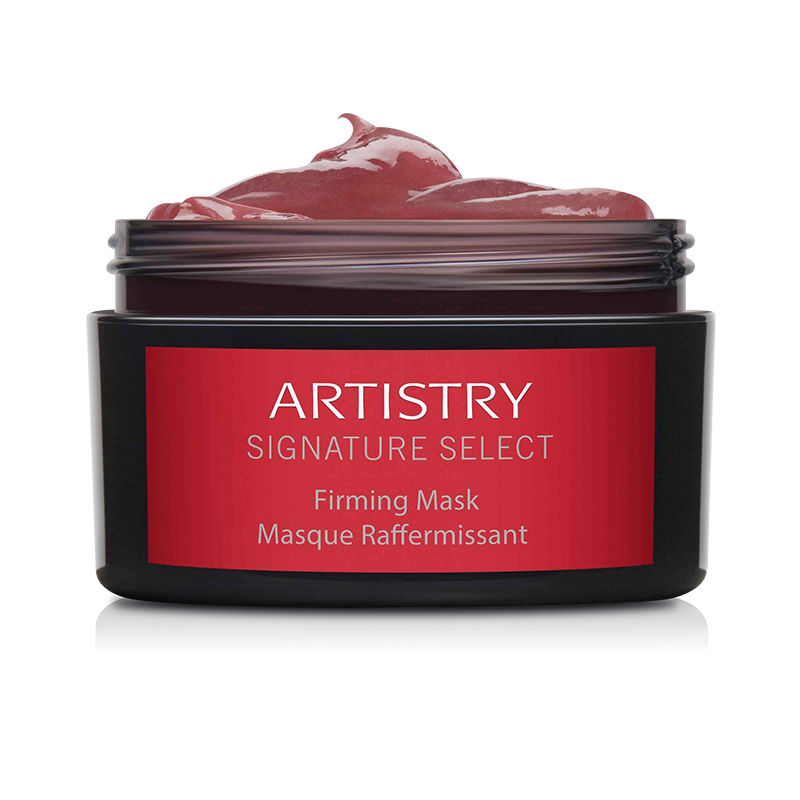 ARTISTRY
SIGNATURE SELECT
Firming Mask
Masque Raffermissant